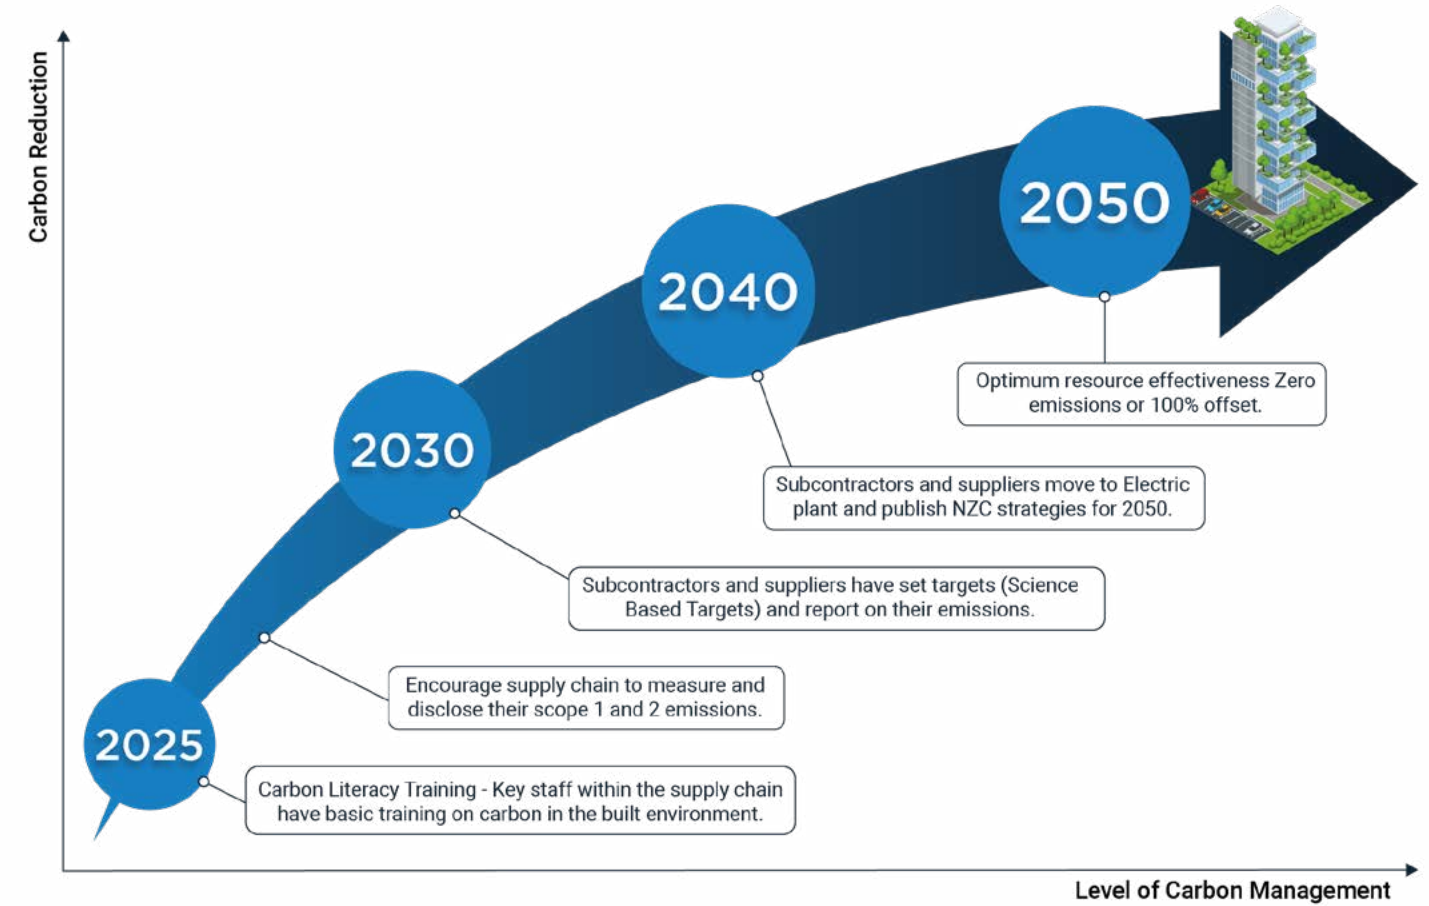 Carbon Reduction
2050
2040
Optimum resource effectiveness Zero
emissions or 100% offset.
2030
Subcontractors and suppliers move to Electric
plant and publish NZC strategies for 2050.
Subcontractors and suppliers have set targets (Science
Based Targets) and report on their emissions.
Encourage supply chain to measure and
disclose their scope 1 and 2 emissions.
2025
Carbon Literacy Training - Key staff within the supply chain
have basic training on carbon in the built environment.
Level of Carbon Management